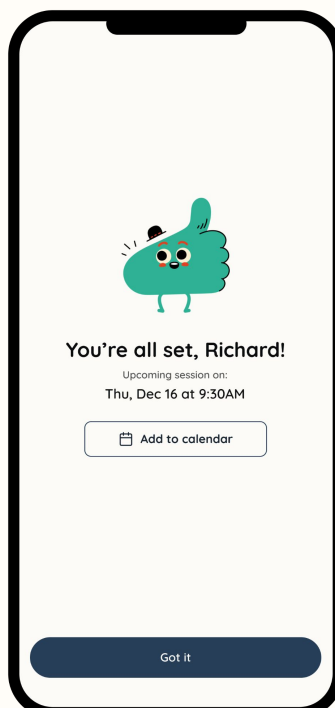 You're all set, Richard!
Upcoming session on:
Thu, Dec 16 at 9:30AM
Add to calendar
Got it